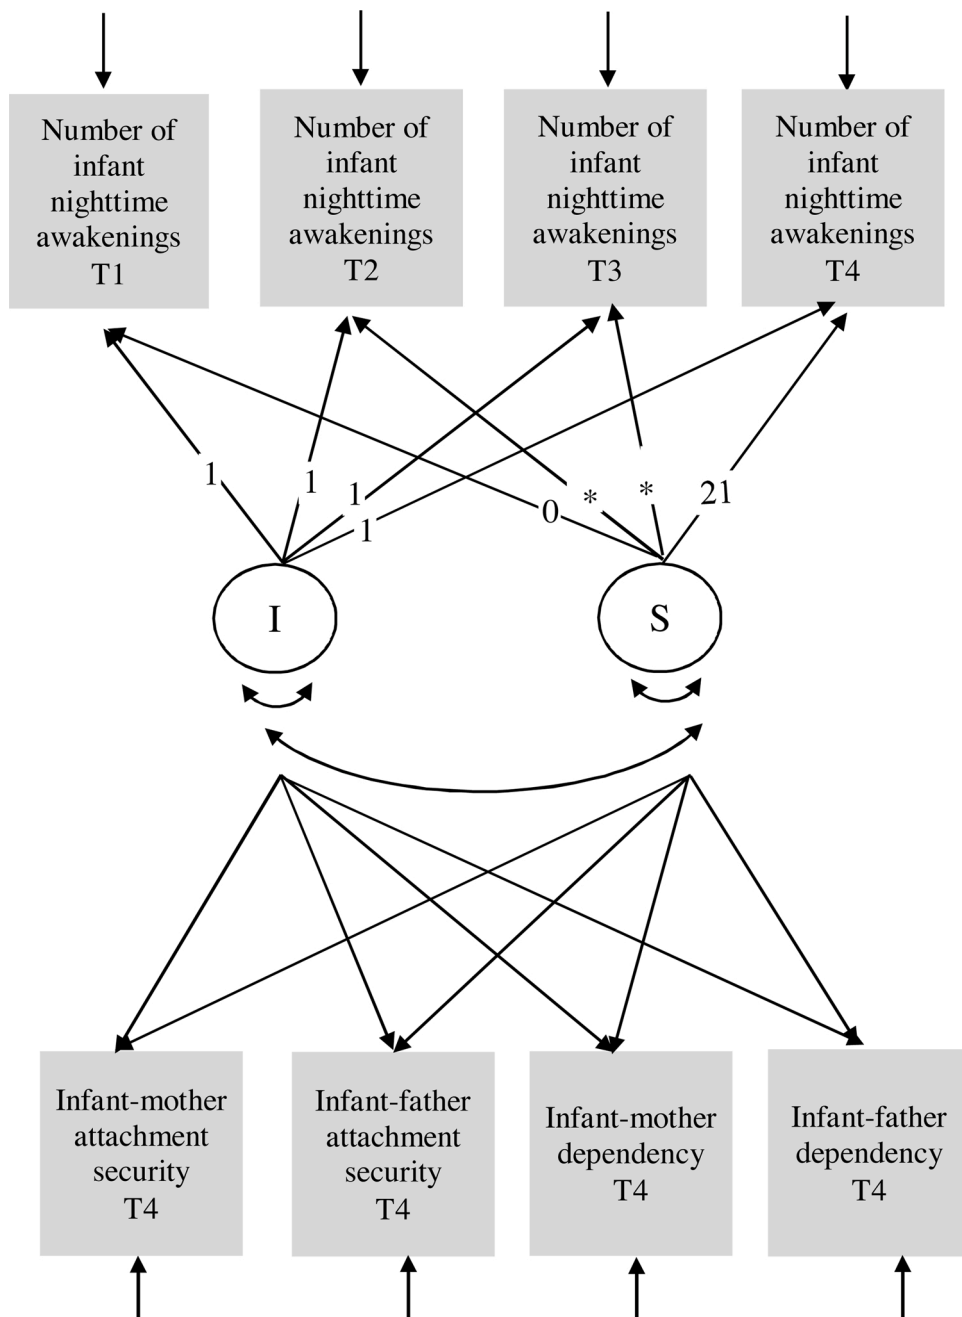 Number of
infant
nighttime
awakenings
T1
Number of
infant
nighttime
awakenings
T2
Number of
infant
nighttime
awakenings
T3
Number of
infant
nighttime
awakenings
T4
1
1
1
1
0
*
*
21
I
S
Infant-mother
attachment
security
T4
Infant-father
attachment
security
T4
Infant-mother
dependency
T4
Infant-father
dependency
T4